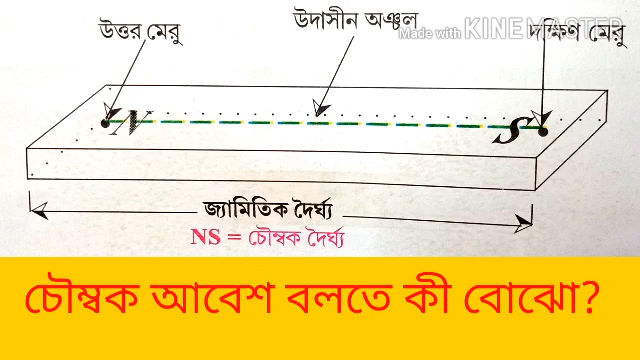 উদাসীন অঞ্চল
উত্তর মেরু
Made with KINEMASTER
দক্ষিণ মেরু
N
S
জ্যামিতিক দৈর্ঘ্য
NS = চৌম্বক দৈর্ঘ্য
চৌম্বক আবেশ বলতে কী বোঝো?